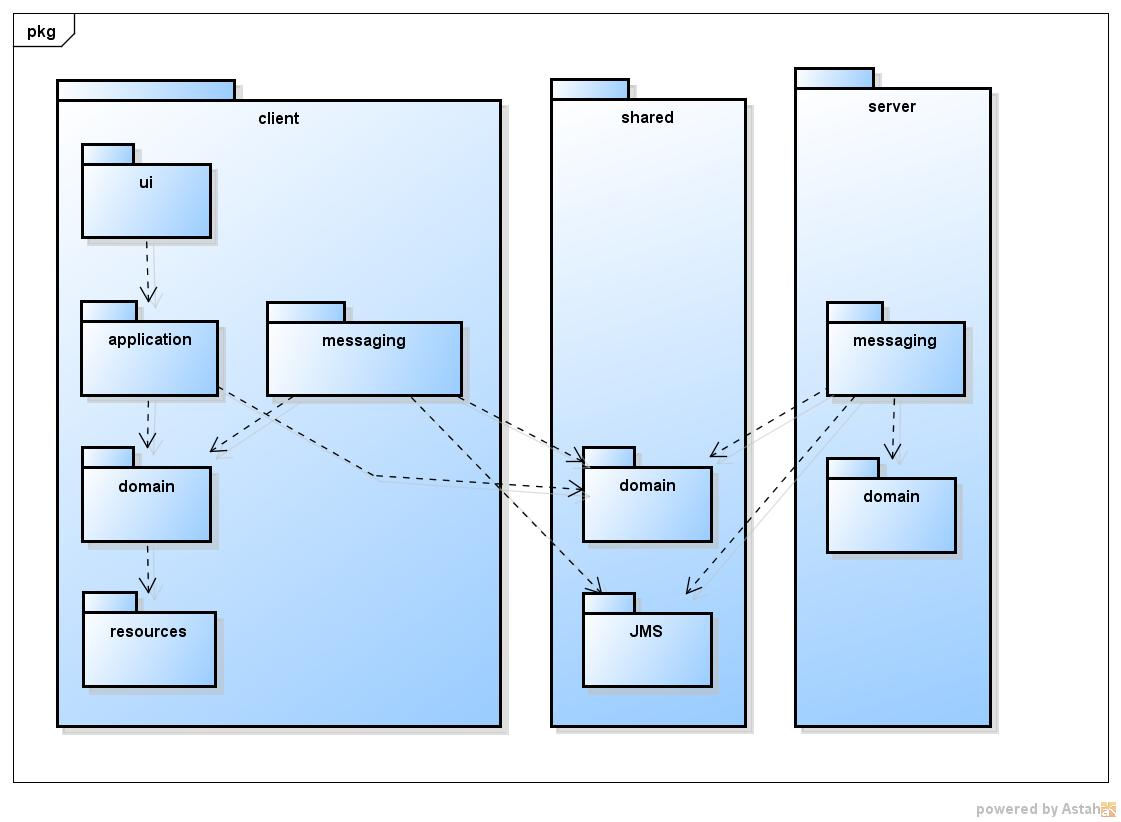 pkg
client
shared
server
ui
application
messaging
messaging
domain
domain
domain
resources
JMS
powered by Astah